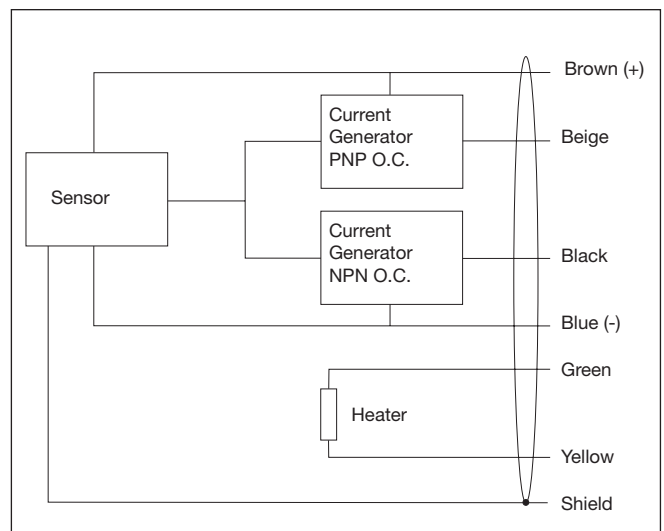 Brown (+)
Current
Generator
PNP O.C.
Beige
Sensor
Current
Generator
NPN O.C.
Black
Blue (-)
Green
Heater
Yellow
Shield